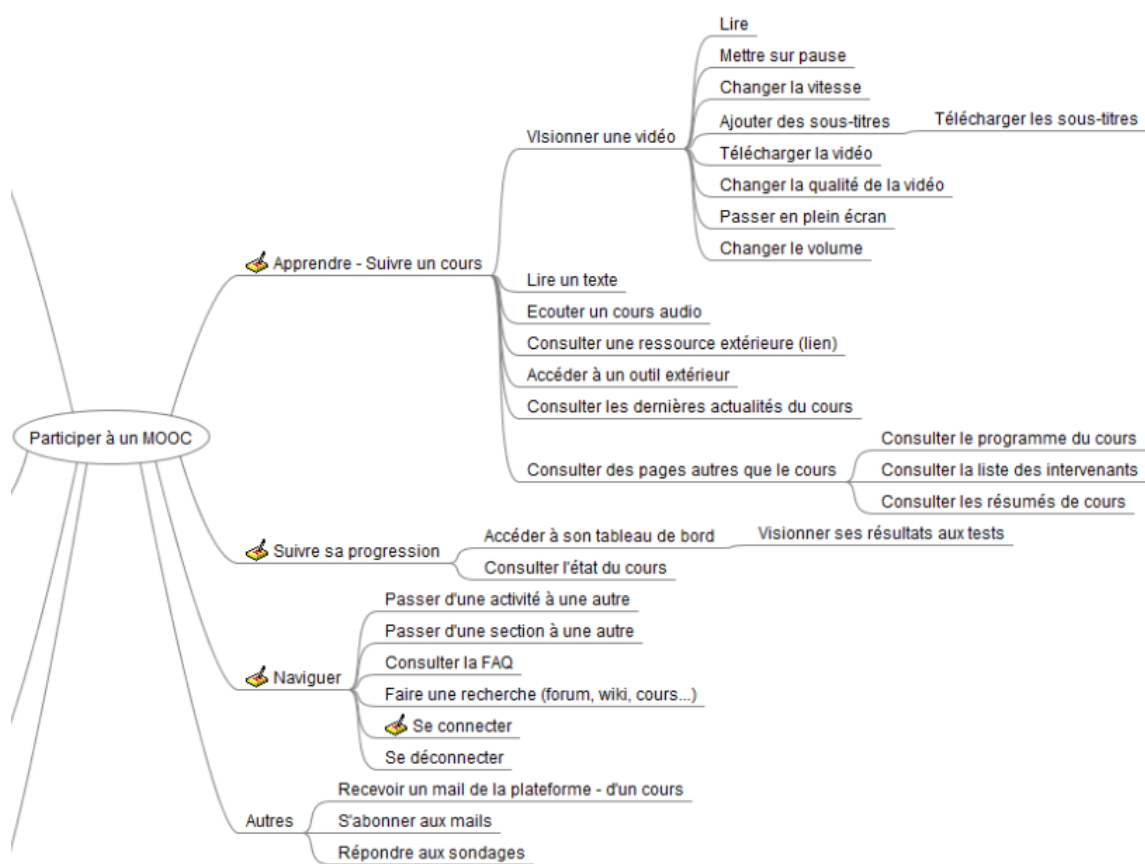 Participer à un MOOC
Apprendre - Suivre un cours
VIsionner une vidéo
Lire
Mettre sur pause
Changer la vitesse
Ajouter des sous-titres
Télécharger les sous-titres
Télécharger la vidéo
Changer la qualité de la vidéo
Passer en plein écran
Changer le volume
Lire un texte
Ecouter un cours audio
Consulter une ressource extérieure (lien)
Accéder à un outil extérieur
Consulter les dernières actualités du cours
Consulter des pages autres que le cours
Consulter le programme du cours
Consulter la liste des intervenants
Consulter les résumés de cours
Suivre sa progression
Accéder à son tableau de bord
Visionner ses résultats aux tests
Consulter l'état du cours
Naviguer
Passer d'une activité à une autre
Passer d'une section à une autre
Consulter la FAQ
Faire une recherche (forum, wiki, cours...)
Se connecter
Se déconnecter
Autres
Recevoir un mail de la plateforme - d'un cours
S'abonner aux mails
Répondre aux sondages